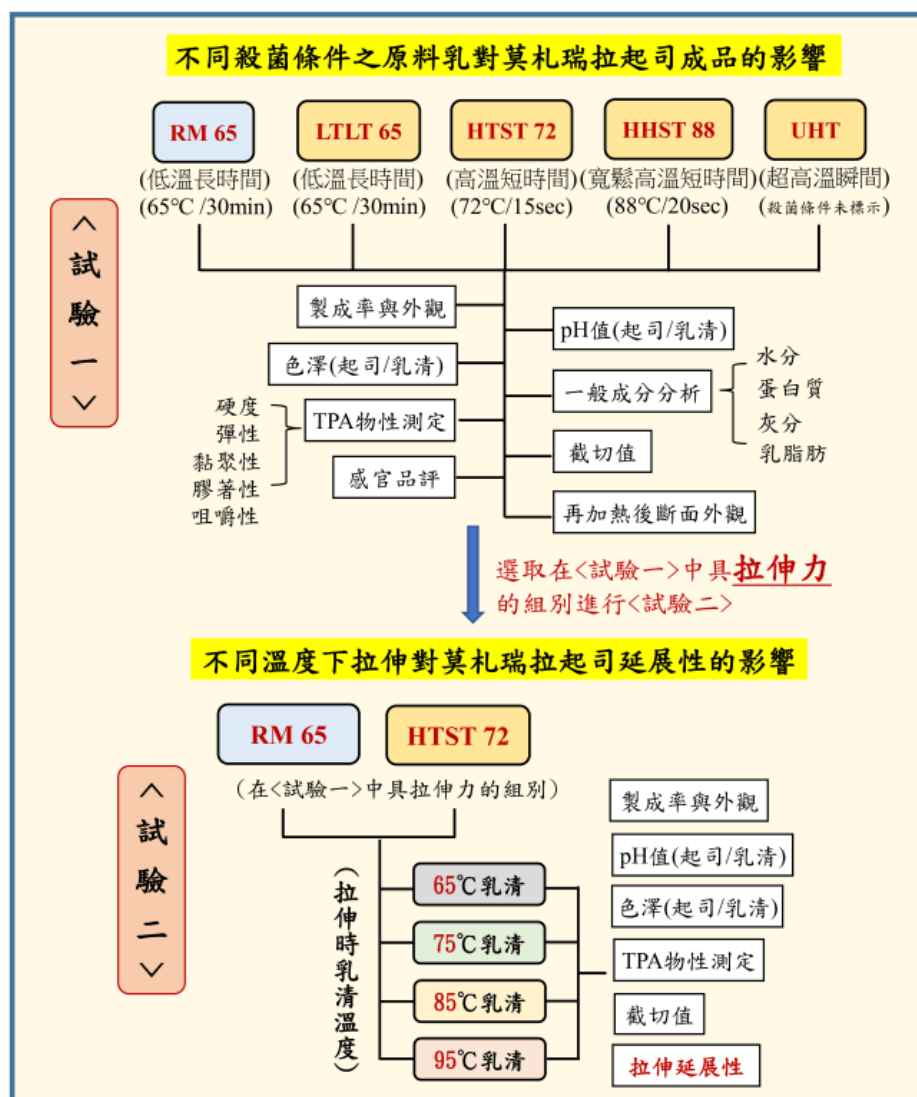 不同殺菌條件之原料乳對莫札瑞拉起司成品的影響
RM 65
LTLT 65
HTST 72
HHST 88
UHT
(低溫長時間)
(65℃ /30min)
(低溫長時間)
(65℃ /30min)
(高溫短時間)
(72℃/15sec)
(寬鬆高溫短時間)
(88℃/20sec)
(超高溫瞬間)
(殺菌條件未標示)
<試驗一>
製成率與外觀
色澤(起司/乳清)
TPA物性測定
硬度
彈性
黏聚性
膠著性
咀嚼性
感官品評
pH值(起司/乳清)
一般成分分析
水分
蛋白質
灰分
乳脂肪
截切值
再加熱後斷面外觀
選取在<試驗一>中具拉伸力
的組別進行<試驗二>
不同溫度下拉伸對莫札瑞拉起司延展性的影響
RM 65
HTST 72
(在<試驗一>中具拉伸力的組別)
<試驗二>
(拉伸時乳清溫度)
65℃乳清
75℃乳清
85℃乳清
95℃乳清
製成率與外觀
pH值(起司/乳清)
色澤(起司/乳清)
TPA物性測定
截切值
拉伸延展性